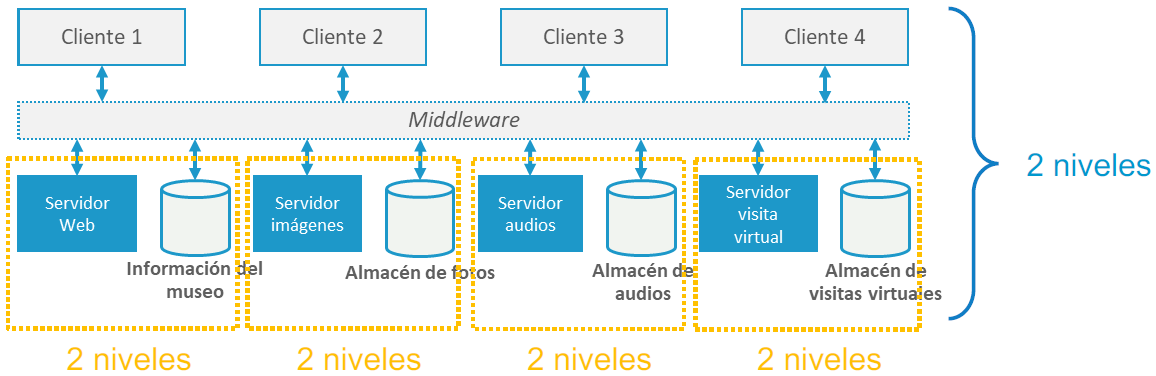 Cliente 1
Cliente 2
Cliente 3
Cliente 4
Middleware
2 niveles
Servidor
Web
Información del
museo
Servidor
imágenes
Almacén de fotos
Servidor
audios
Almacén de
audios
Servidor
visita
virtual
Almacén de
visitas virtuales
2 niveles
2 niveles
2 niveles
2 niveles